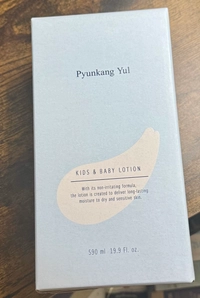 Pyunkang Yul
KIDS & BABY LOTION
With its non-irritating formula,
the lotion is created to deliver long-lasting
moisture to dry and sensitive skin.
590 ml 19.9 fl. oz.